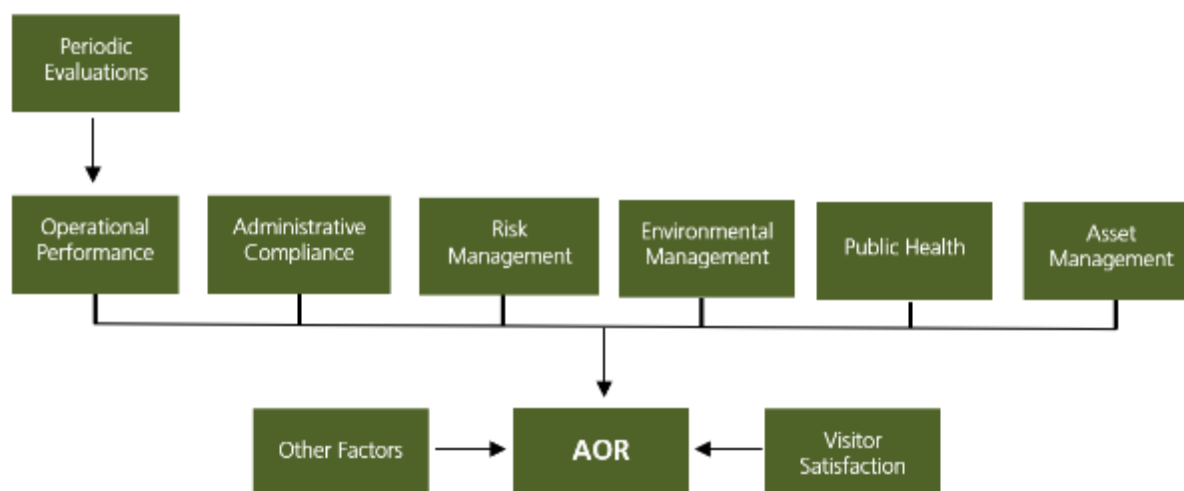 Periodic
Evaluations
Operational
Performance
Administrative
Compliance
Risk
Management
Environmental
Management
Public Health
Asset
Management
Other Factors
AOR
Visitor
Satisfaction